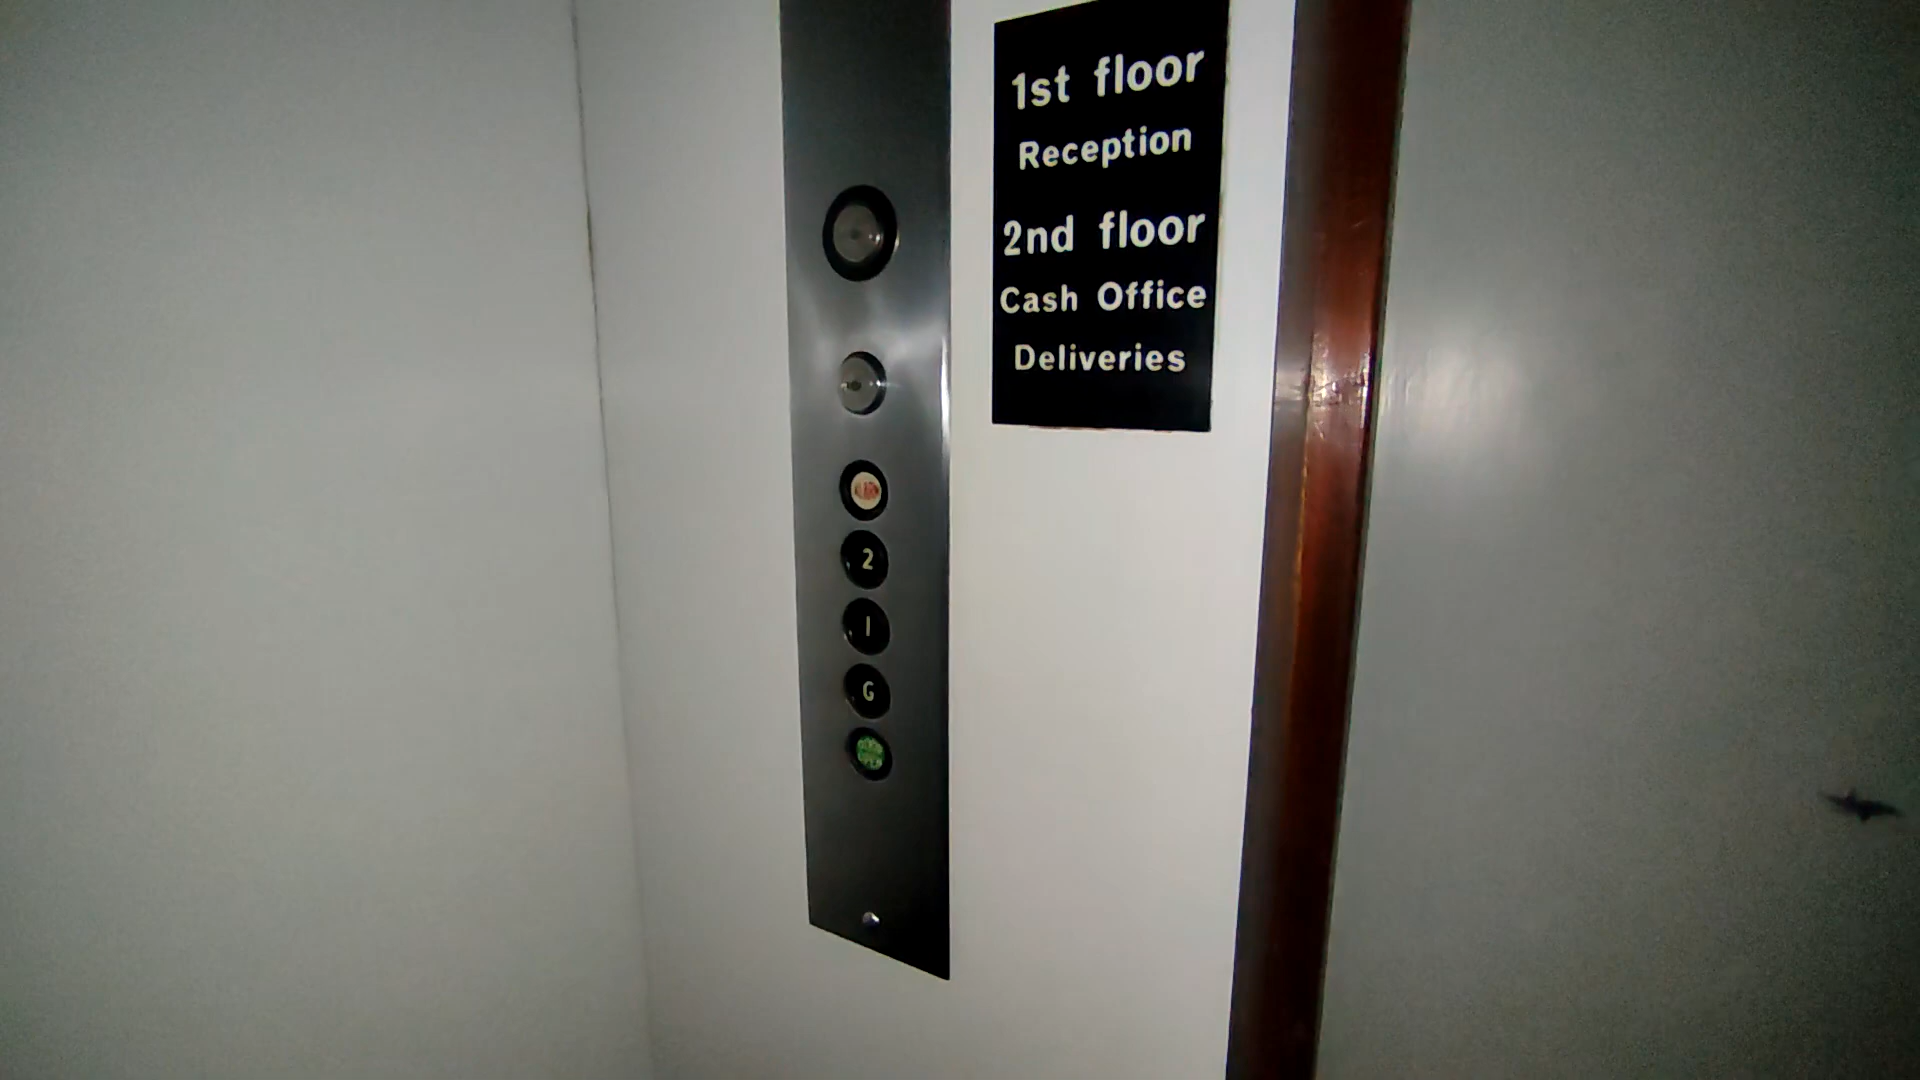 1st floor
Reception
2nd floor
Cash Office
Deliveries
2
1
G